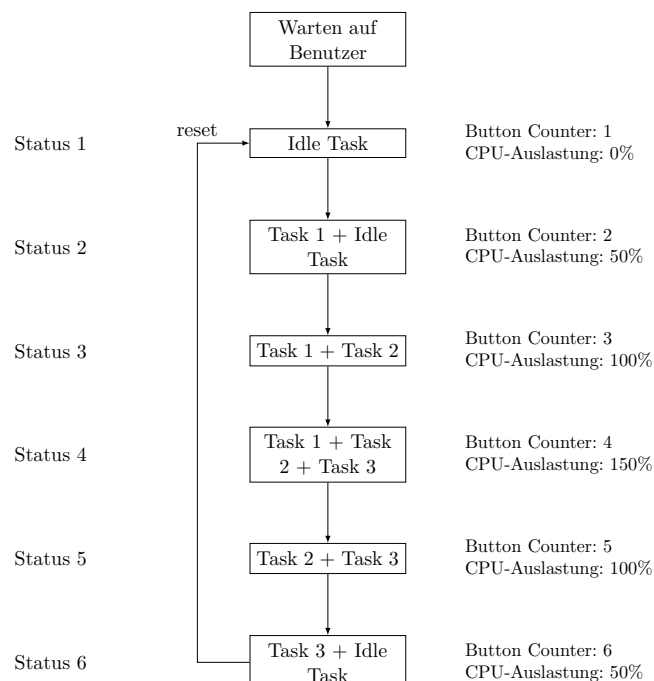 Warten auf
Benutzer
reset
Status 1
Idle Task
Button Counter: 1
CPU-Auslastung: 0%
Status 2
Task 1 + Idle
Task
Button Counter: 2
CPU-Auslastung: 50%
Status 3
Task 1 + Task 2
Button Counter: 3
CPU-Auslastung: 100%
Status 4
Task 1 + Task
2 + Task 3
Button Counter: 4
CPU-Auslastung: 150%
Status 5
Task 2 + Task 3
Button Counter: 5
CPU-Auslastung: 100%
Status 6
Task 3 + Idle
Task
Button Counter: 6
CPU-Auslastung: 50%